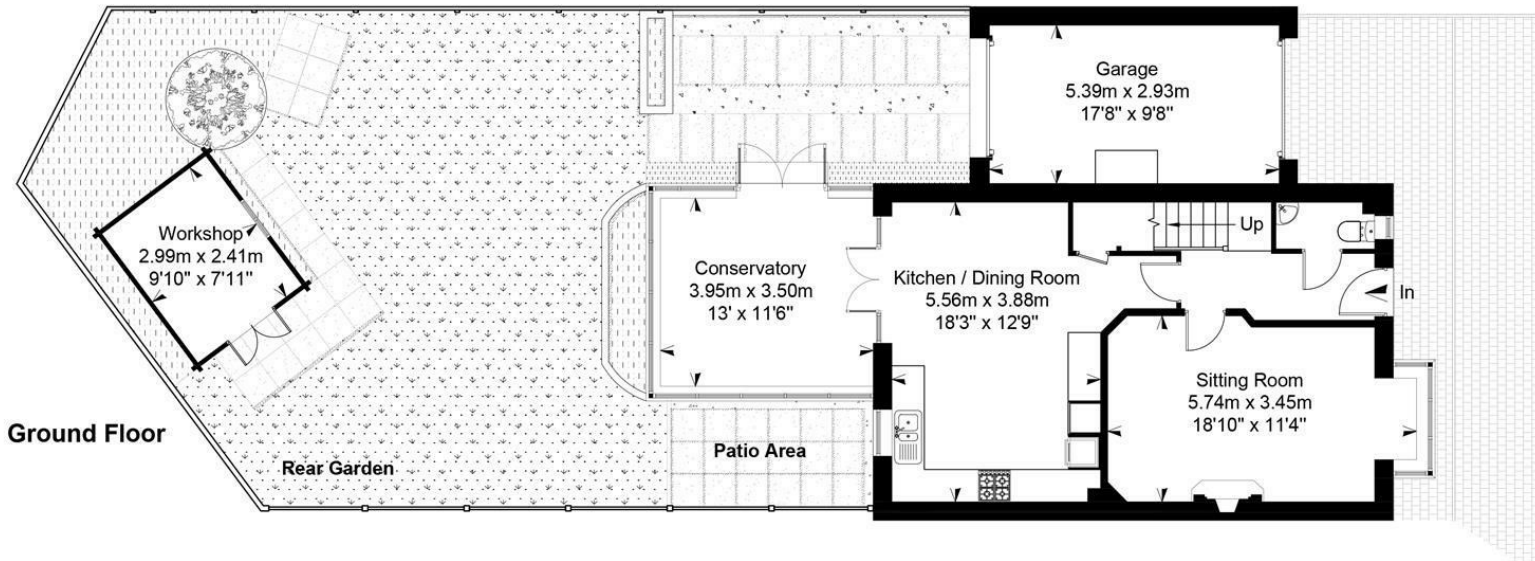 Garage
5.39m x 2.93m
17'8" x 9'8"
Up
Workshop
2.99m x 2.41m
9'10" x 7'11"
Conservatory
3.95m x 3.50m
13' x 11'6"
Kitchen / Dining Room
5.56m x 3.88m
18'3" x 12'9"
In
Sitting Room
5.74m x 3.45m
18'10" x 11'4"
Ground Floor
Rear Garden
Patio Area